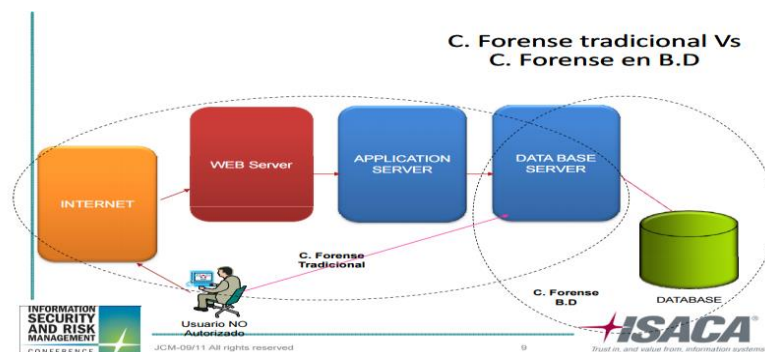 C. Forense tradicional Vs
C. Forense en B.D
INTERNET
WEB Server
APPLICATION
SERVER
DATA BASE
SERVER
C. Forense
Tradicional
Usuario NO
Autorizado
C. Forense
B.D
DATABASE
INFORMATION
SECURITY
AND RISK
MANAGEMENT
CONFERENCE
JCM-09/11 All rights reserved
9
ISACA
Trust in, and value from, information systems